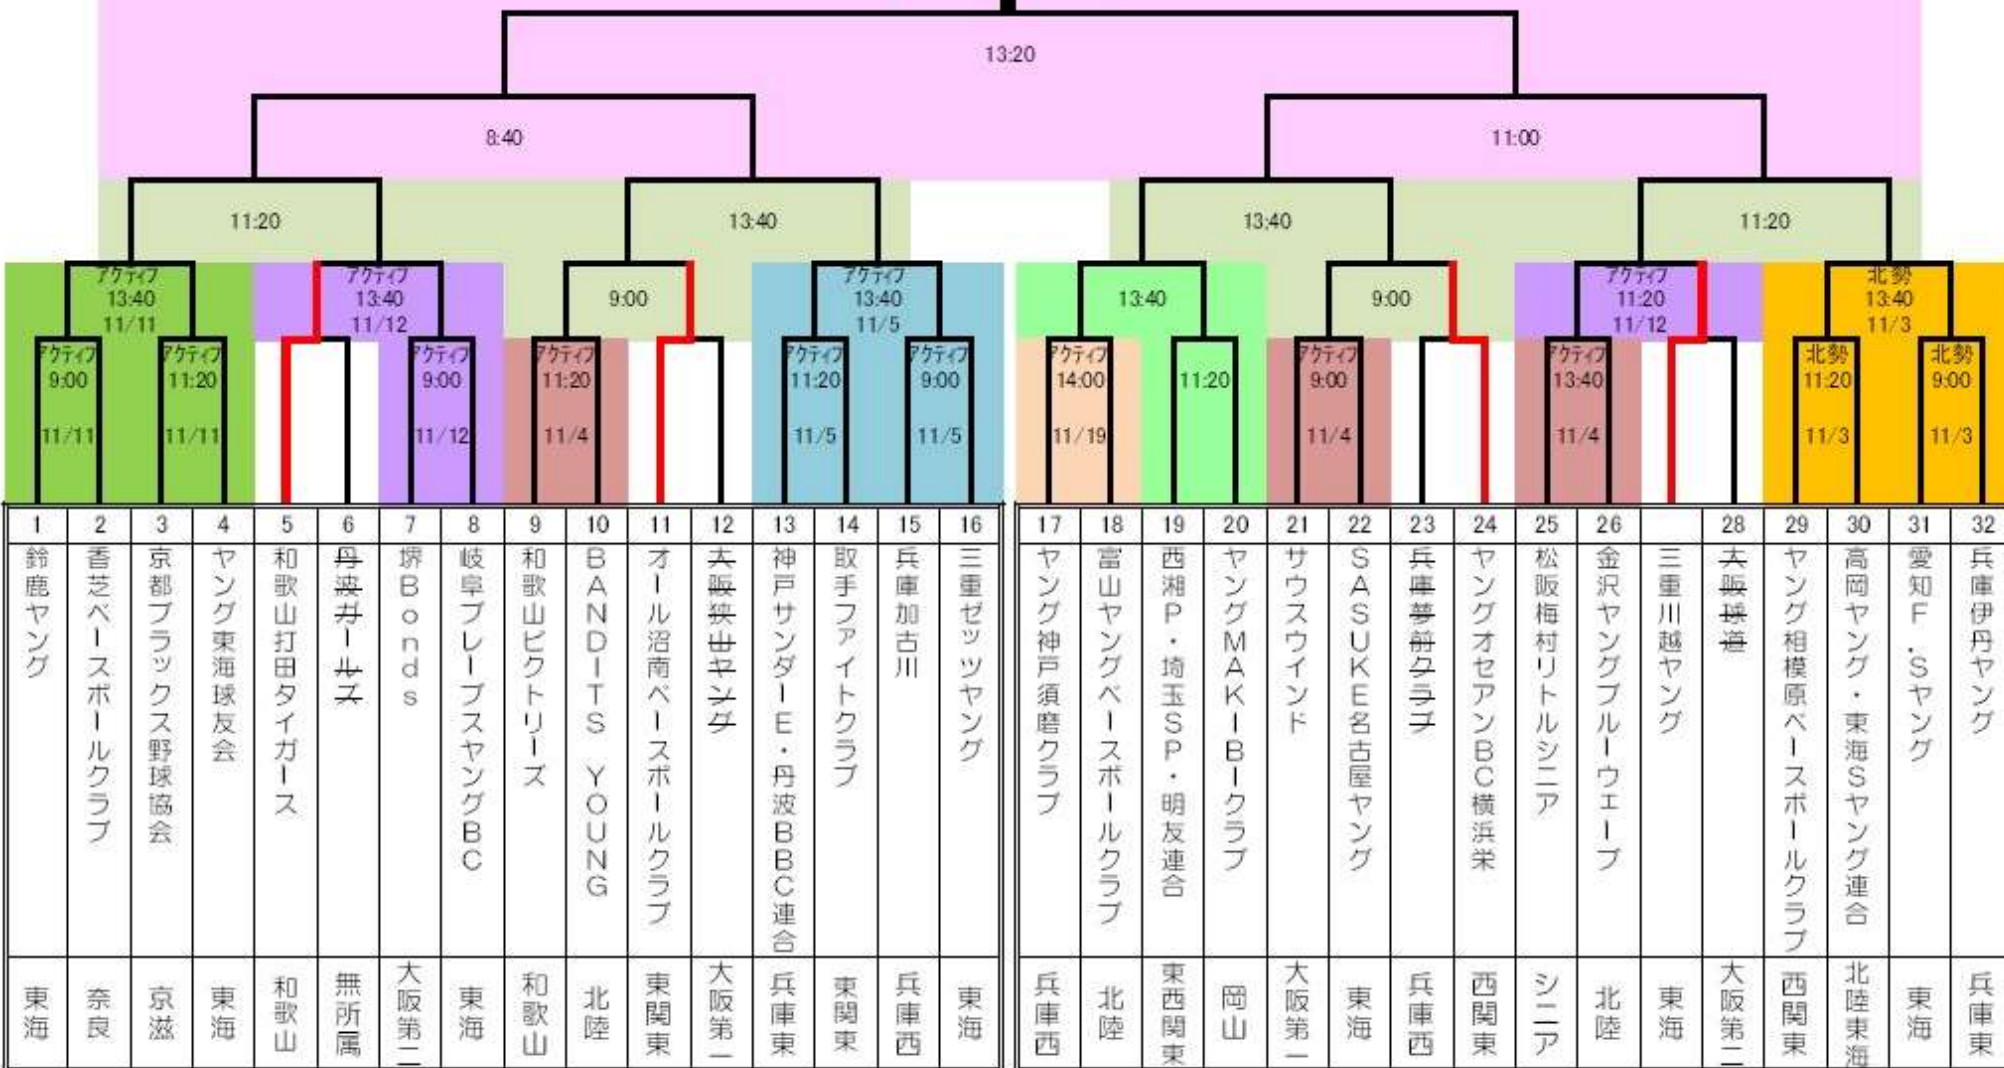 13:20
8:40
11:00
11:20
13:40
13:40
11:20
アクティブ
13:40
11/11
アクティブ
13:40
11/12
9:00
アクティブ
13:40
11/5
13:40
9:00
アクティブ
11:20
11/12
北勢
13:40
11/3
アクティブ
9:00
11/11
アクティブ
11:20
11/11
アクティブ
9:00
11/12
アクティブ
11:20
11/4
アクティブ
11:20
11/5
アクティブ
9:00
11/5
アクティブ
14:00
11/19
11:20
アクティブ
9:00
11/4
アクティブ
13:40
11/4
北勢
11:20
11/3
北勢
9:00
11/3
1 2 3 4 5 6 7 8 9 10 11 12 13 14 15 16 17 18 19 20 21 22 23 24 25 26 28 29 30 31 32
鈴鹿ヤング
香芝ベースボールクラブ
京都ブラックス野球協会
ヤング東海球友会
和歌山打田タイガース
丹波ガールズ
堺Bonds
岐阜ブレーブスヤングBC
和歌山ビクトリーズ
BANDITS YOUNG
オール沼南ベースボールクラブ
大阪狭山ヤング
神戸サンダーE・丹波BBC連合
取手ファイトクラブ
兵庫加古川
三重ゼッツヤング
ヤング神戸須磨クラブ
富山ヤングベースボールクラブ
西湘P・埼玉SP・明友連合
ヤングMAKIBIクラブ
サウスウインド
SASUKE名古屋ヤング
兵庫夢前クラブ
ヤングオセアンBC横浜栄
松阪梅村リトルシニア
金沢ヤングブルーウェーブ
三重川越ヤング
大阪球道
ヤング相模原ベースボールクラブ
高岡ヤング・東海Sヤング連合
愛知F.Sヤング
兵庫伊丹ヤング
東海
奈良
京滋
東海
和歌山
無所属
大阪第二
東海
和歌山
北陸
東関東
大阪第一
兵庫東
東関東
兵庫西
東海
兵庫西
北陸
東西関東
岡山
大阪第一
東海
兵庫西
西関東
シニア
北陸
東海
大阪第二
西関東
北陸東海
東海
兵庫東